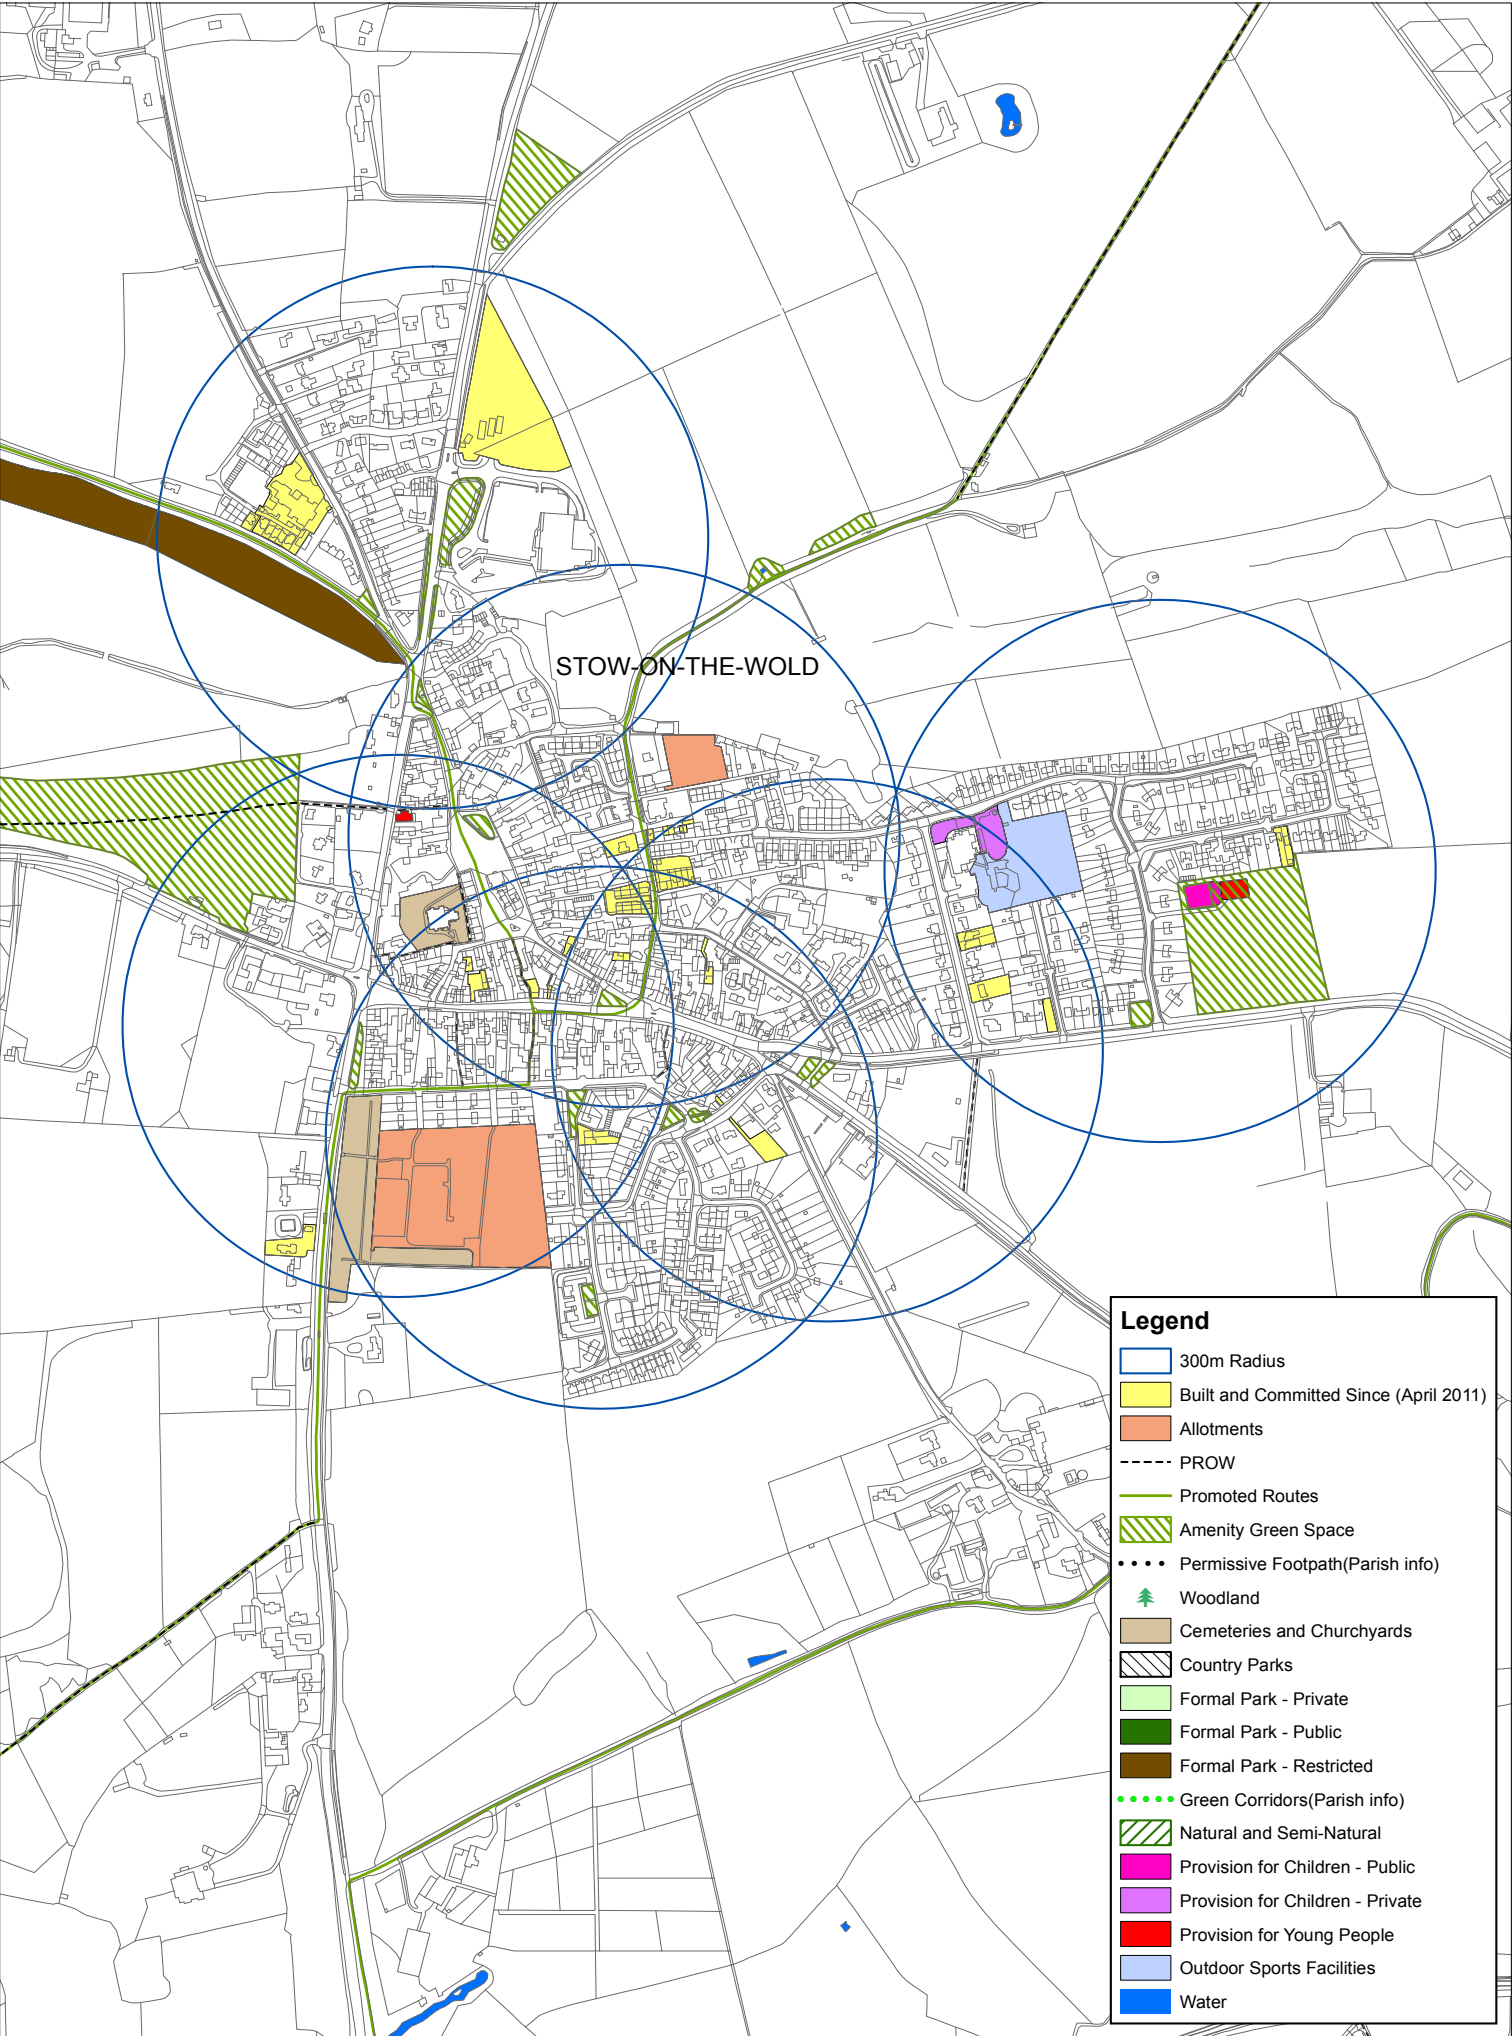 STOW-ON-THE-WOLD
Legend
300m Radius
Built and Committed Since (April 2011)
Allotments
PROW
Promoted Routes
Amenity Green Space
Permissive Footpath(Parish info)
Woodland
Cemeteries and Churchyards
Country Parks
Formal Park - Private
Formal Park - Public
Formal Park - Restricted
Green Corridors(Parish info)
Natural and Semi-Natural
Provision for Children - Public
Provision for Children - Private
Provision for Young People
Outdoor Sports Facilities
Water